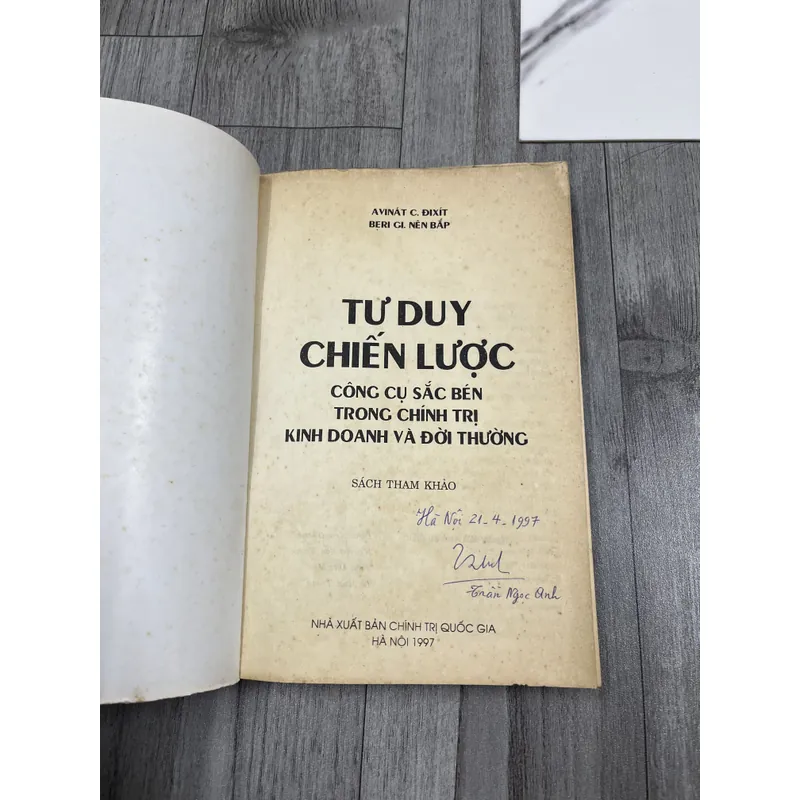 AVINÁT C. ĐIXÍT
BERI GI. NÊN BẮP
TƯ DUY
CHIẾN LƯỢC
CÔNG CỤ SẮC BÉN
TRONG CHÍNH TRỊ
KINH DOANH VÀ ĐỜI THƯỜNG
SÁCH THAM KHẢO
Hà Nội 21-4-1997
Trần Ngọc Anh
NHÀ XUẤT BẢN CHÍNH TRỊ QUỐC GIA
HÀ NỘI 1997